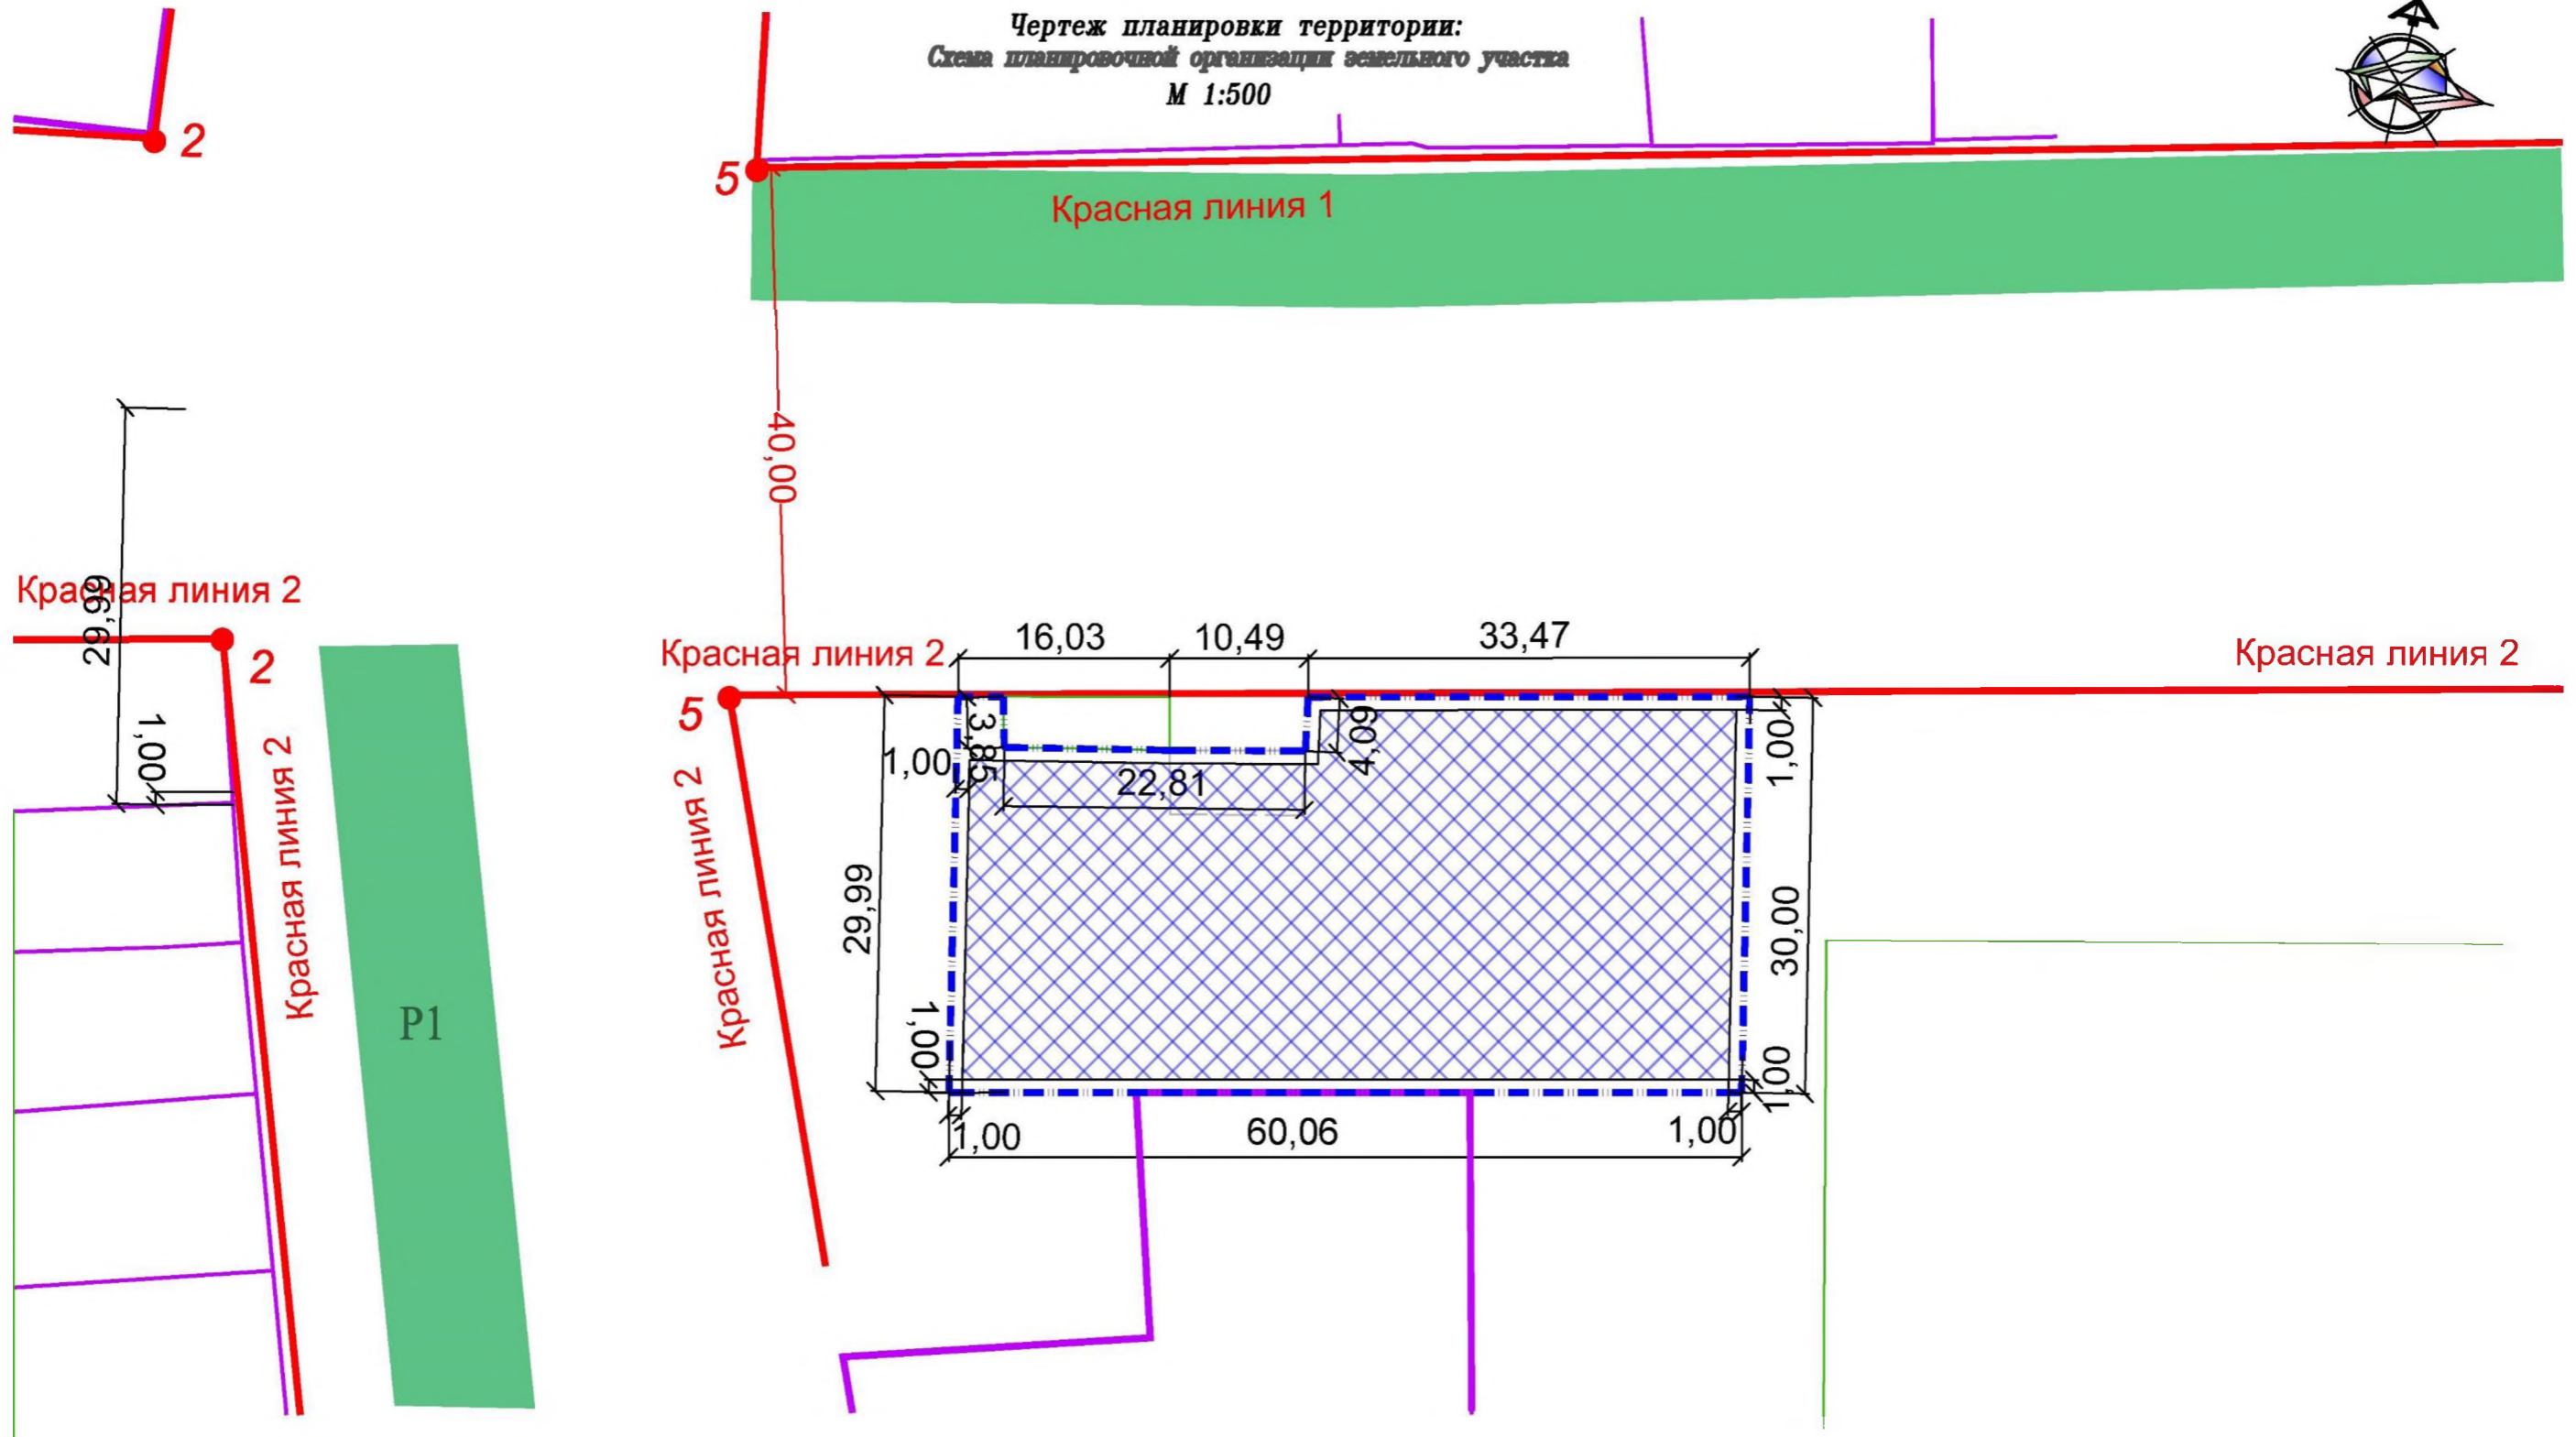 Чертеж планировки территории:
Схема планировочной организации земельного участка
М 1:500
2
5
Красная линия 1
40,00
29,99
Красная линия 2
2
1,00
Красная линия 2
Р1
Красная линия 2
5
Красная линия 2
16,03
10,49
33,47
Красная линия 2
3,85
4,09
1,00
1,00
22,81
29,99
30,00
1,00
1,00
1,00
60,06
1,00